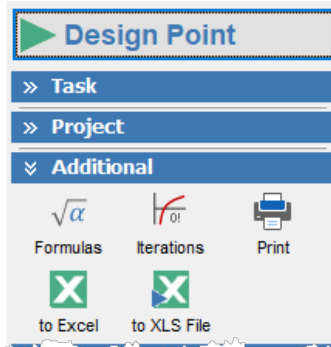 Design Point
Task
Project
Additional
Formulas Iterations Print
to Excel to XLS File